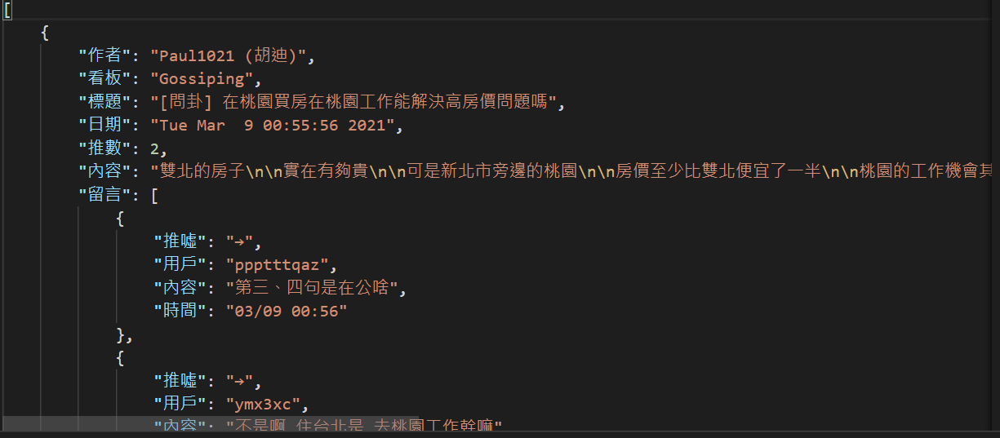 [
{
"作者": "Paul1021 (胡迪)",
"看板": "Gossiping",
"標題": "[問卦] 在桃園買房在桃園工作能解決高房價問題嗎",
"日期": "Tue Mar  9 00:55:56 2021",
"推數": 2,
"內容": "雙北的房子\n\n實在有夠貴\n\n可是新北市旁邊的桃園\n\n房價至少比雙北便宜了一半\n\n桃園的工作機會其
"留言": [
{
"推噓": "→",
"用戶": "ppptttqaz",
"內容": "第三、四句是在公啥",
"時間": "03/09 00:56"
},
{
"推噓": "→",
"用戶": "ymx3xc",
"內容": "不是啊 住台北是 去桃園工作幹嘛"